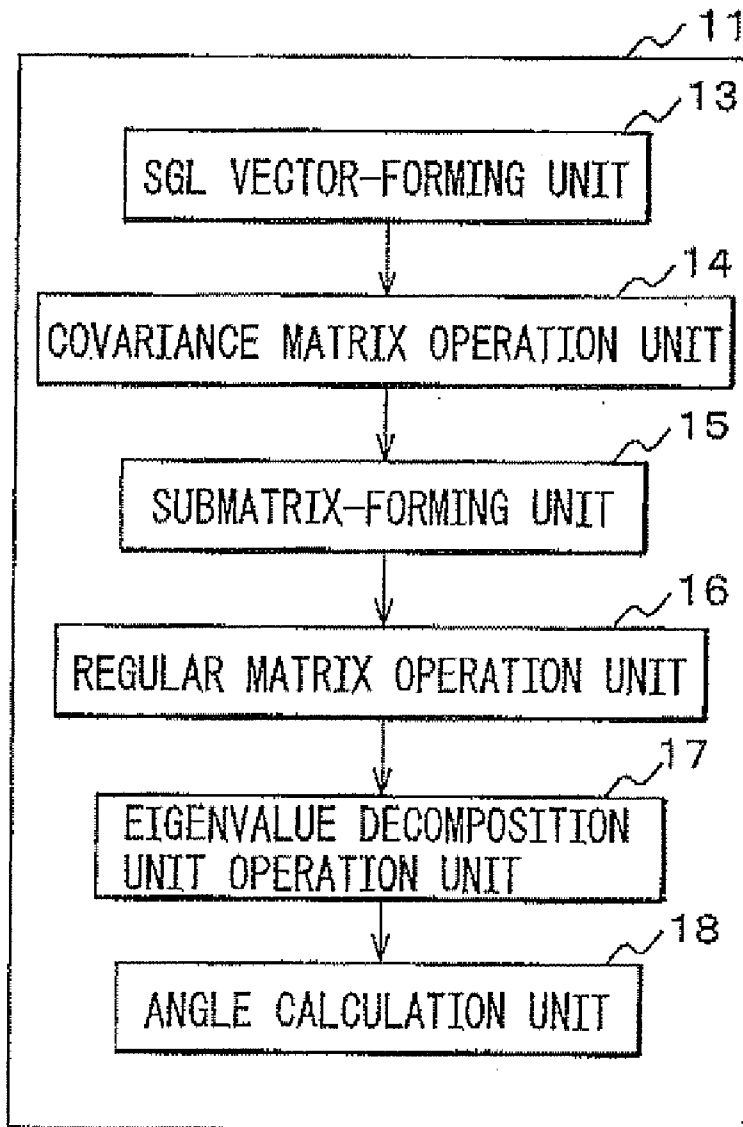 11
13
SGL VECTOR-FORMING UNIT
14
COVARIANCE MATRIX OPERATION UNIT
15
SUBMATRIX-FORMING UNIT
16
REGULAR MATRIX OPERATION UNIT
17
EIGENVALUE DECOMPOSITION
UNIT OPERATION UNIT
18
ANGLE CALCULATION UNIT